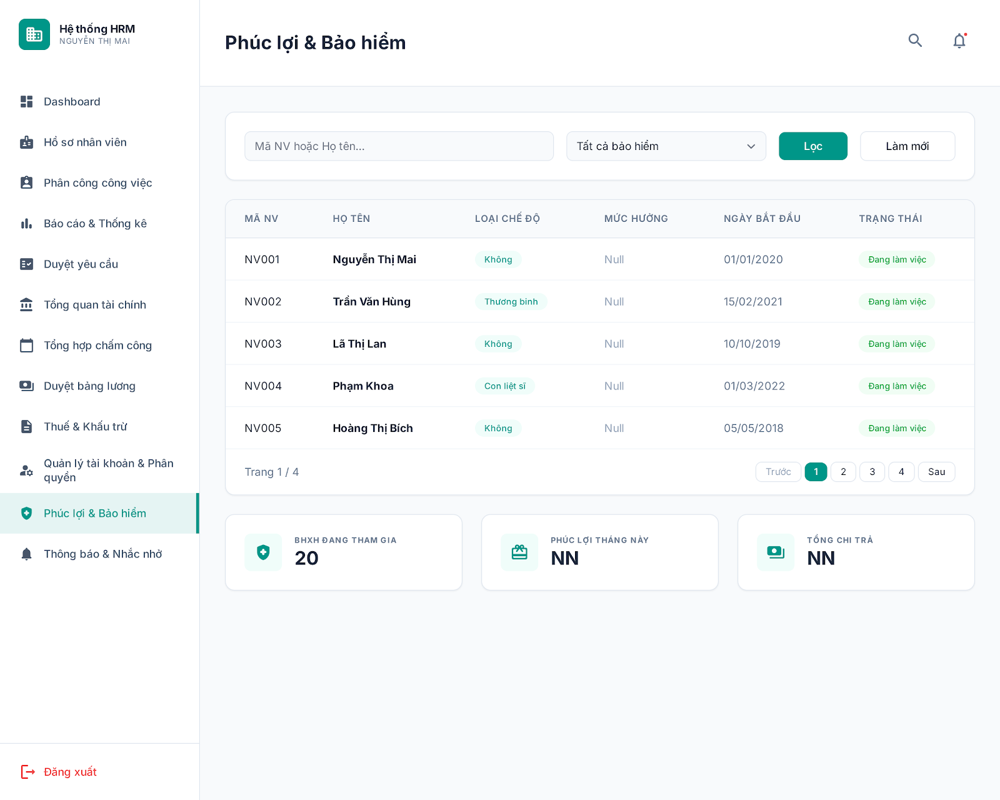 Hệ thống HRM
NGUYỄN THỊ MAI
Dashboard
Hồ sơ nhân viên
Phân công công việc
Báo cáo & Thống kê
Duyệt yêu cầu
Tổng quan tài chính
Tổng hợp chấm công
Duyệt bảng lương
Thuế & Khấu trừ
Quản lý tài khoản & Phân
quyền
Phúc lợi & Bảo hiểm
Thông báo & Nhắc nhở
Đăng xuất
Phúc lợi & Bảo hiểm
Mã NV hoặc Họ tên...
Tất cả bảo hiểm
Lọc
Làm mới
MÃ NV HỌ TÊN LOẠI CHẾ ĐỘ MỨC HƯỞNG NGÀY BẮT ĐẦU TRẠNG THÁI
NV001 Nguyễn Thị Mai Không Null 01/01/2020 Đang làm việc
NV002 Trần Văn Hùng Thương binh Null 15/02/2021 Đang làm việc
NV003 Lã Thị Lan Không Null 10/10/2019 Đang làm việc
NV004 Phạm Khoa Con liệt sĩ Null 01/03/2022 Đang làm việc
NV005 Hoàng Thị Bích Không Null 05/05/2018 Đang làm việc
Trang 1 / 4
Trước 1 2 3 4 Sau
BHXH ĐANG THAM GIA
20
PHÚC LỢI THÁNG NÀY
NN
TỔNG CHI TRẢ
NN